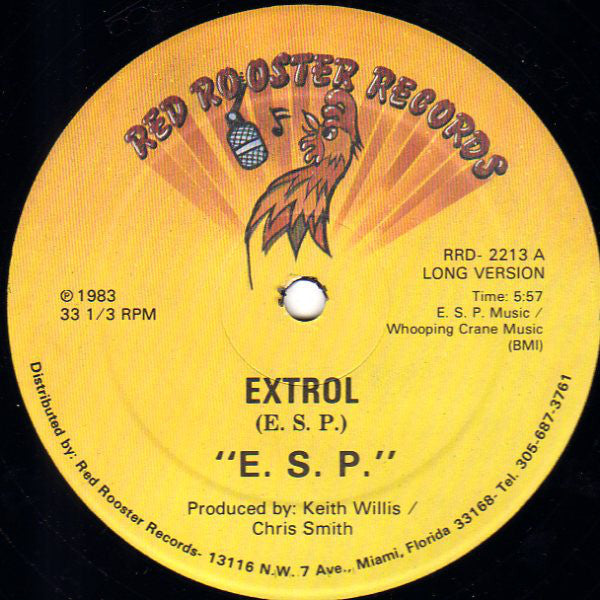 RED ROOSTER RECORDS
RRD- 2213 A
LONG VERSION
℗ 1983
33 1/3 RPM
Time: 5:57
E. S. P. Music /
Whooping Crane Music
(BMI)
EXTROL
(E. S. P.)
"E. S. P."
Produced by: Keith Willis /
Chris Smith
Distributed by: Red Rooster Records- 13116 N.W. 7 Ave., Miami, Florida 33168- Tel. 305-687-3761